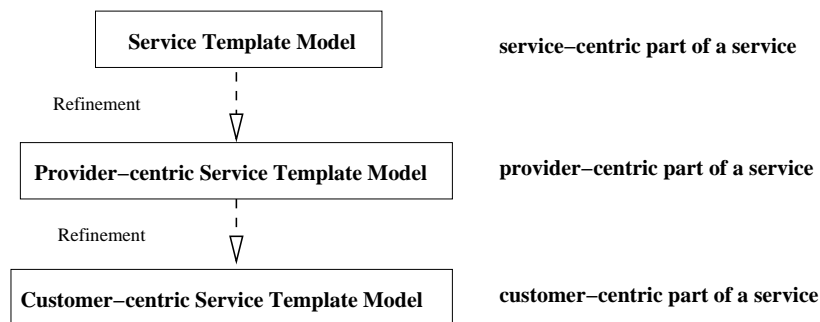 Service Template Model
service−centric part of a service
Refinement
Provider−centric Service Template Model
provider−centric part of a service
Refinement
Customer−centric Service Template Model
customer−centric part of a service